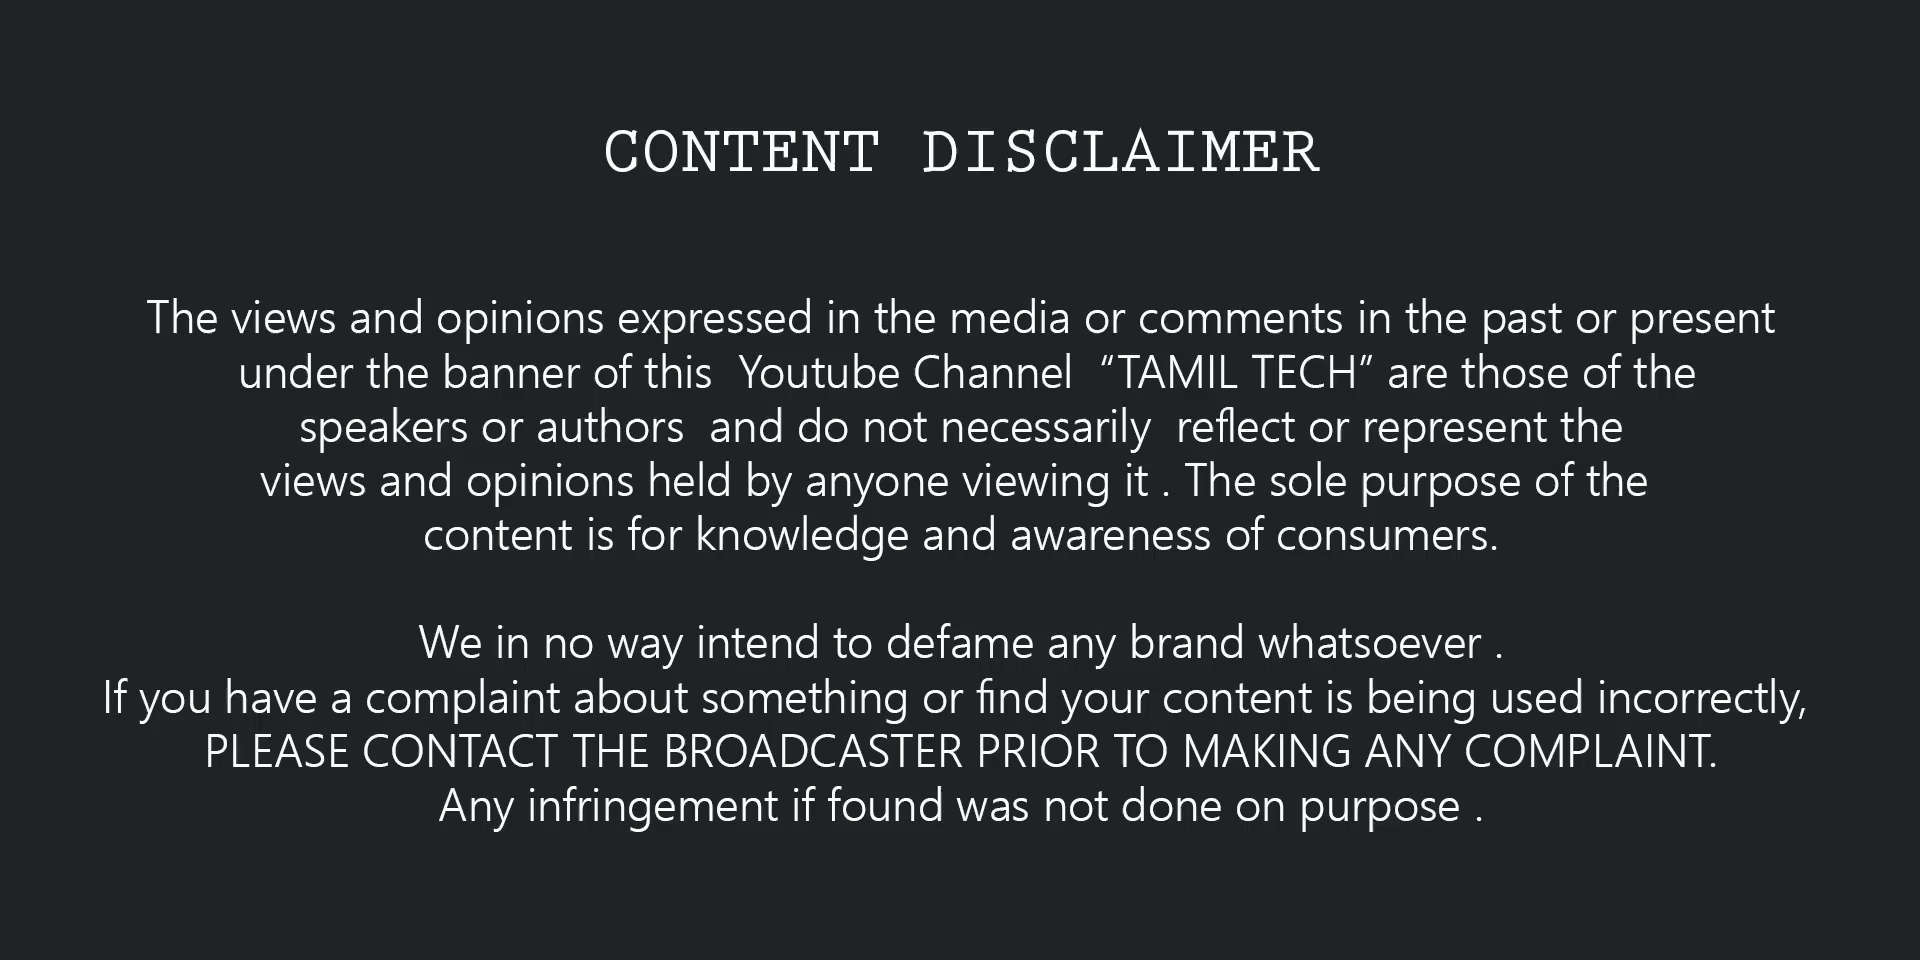 CONTENT DISCLAIMER
The views and opinions expressed in the media or comments in the past or present
under the banner of this  Youtube Channel  “TAMIL TECH” are those of the
speakers or authors  and do not necessarily  reflect or represent the
views and opinions held by anyone viewing it . The sole purpose of the
content is for knowledge and awareness of consumers.
We in no way intend to defame any brand whatsoever .
If you have a complaint about something or find your content is being used incorrectly,
PLEASE CONTACT THE BROADCASTER PRIOR TO MAKING ANY COMPLAINT.
Any infringement if found was not done on purpose .